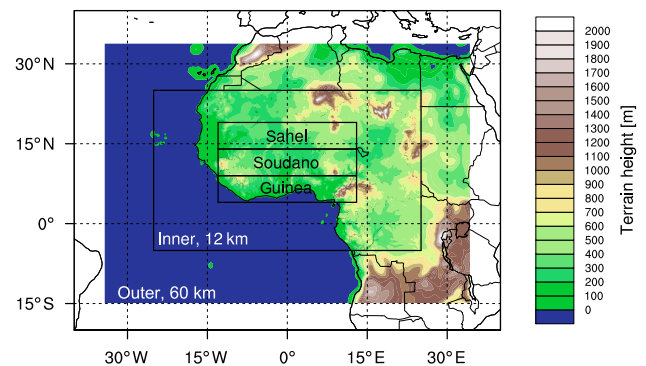 30°N
15°N
0°
15°S
30°W
15°W
0°
15°E
30°E
Sahel
Soudano
Guinea
Inner, 12 km
Outer, 60 km
2000
1900
1800
1700
1600
1500
1400
1300
1200
1100
1000
900
800
700
600
500
400
300
200
100
0
Terrain height [m]